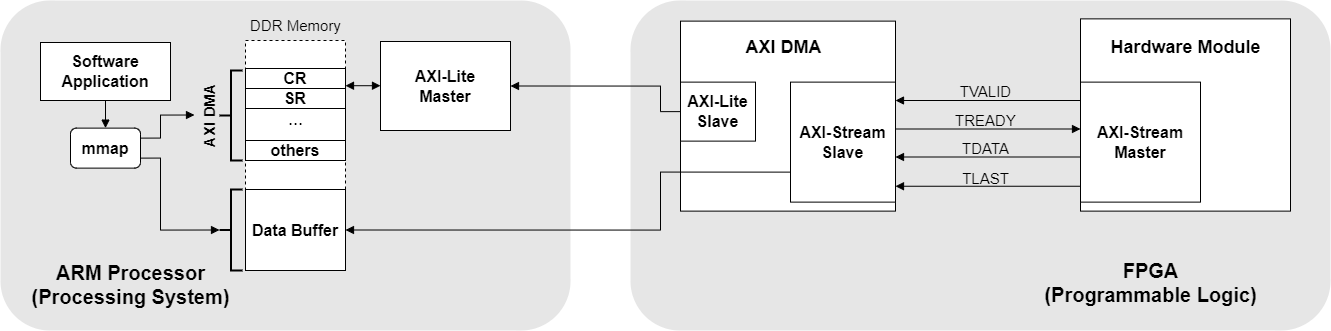 DDR Memory
Software
Application
mmap
AXI DMA
CR
SR
...
others
Data Buffer
AXI-Lite
Master
ARM Processor
(Processing System)
AXI DMA
AXI-Lite
Slave
AXI-Stream
Slave
TVALID
TREADY
TDATA
TLAST
Hardware Module
AXI-Stream
Master
FPGA
(Programmable Logic)